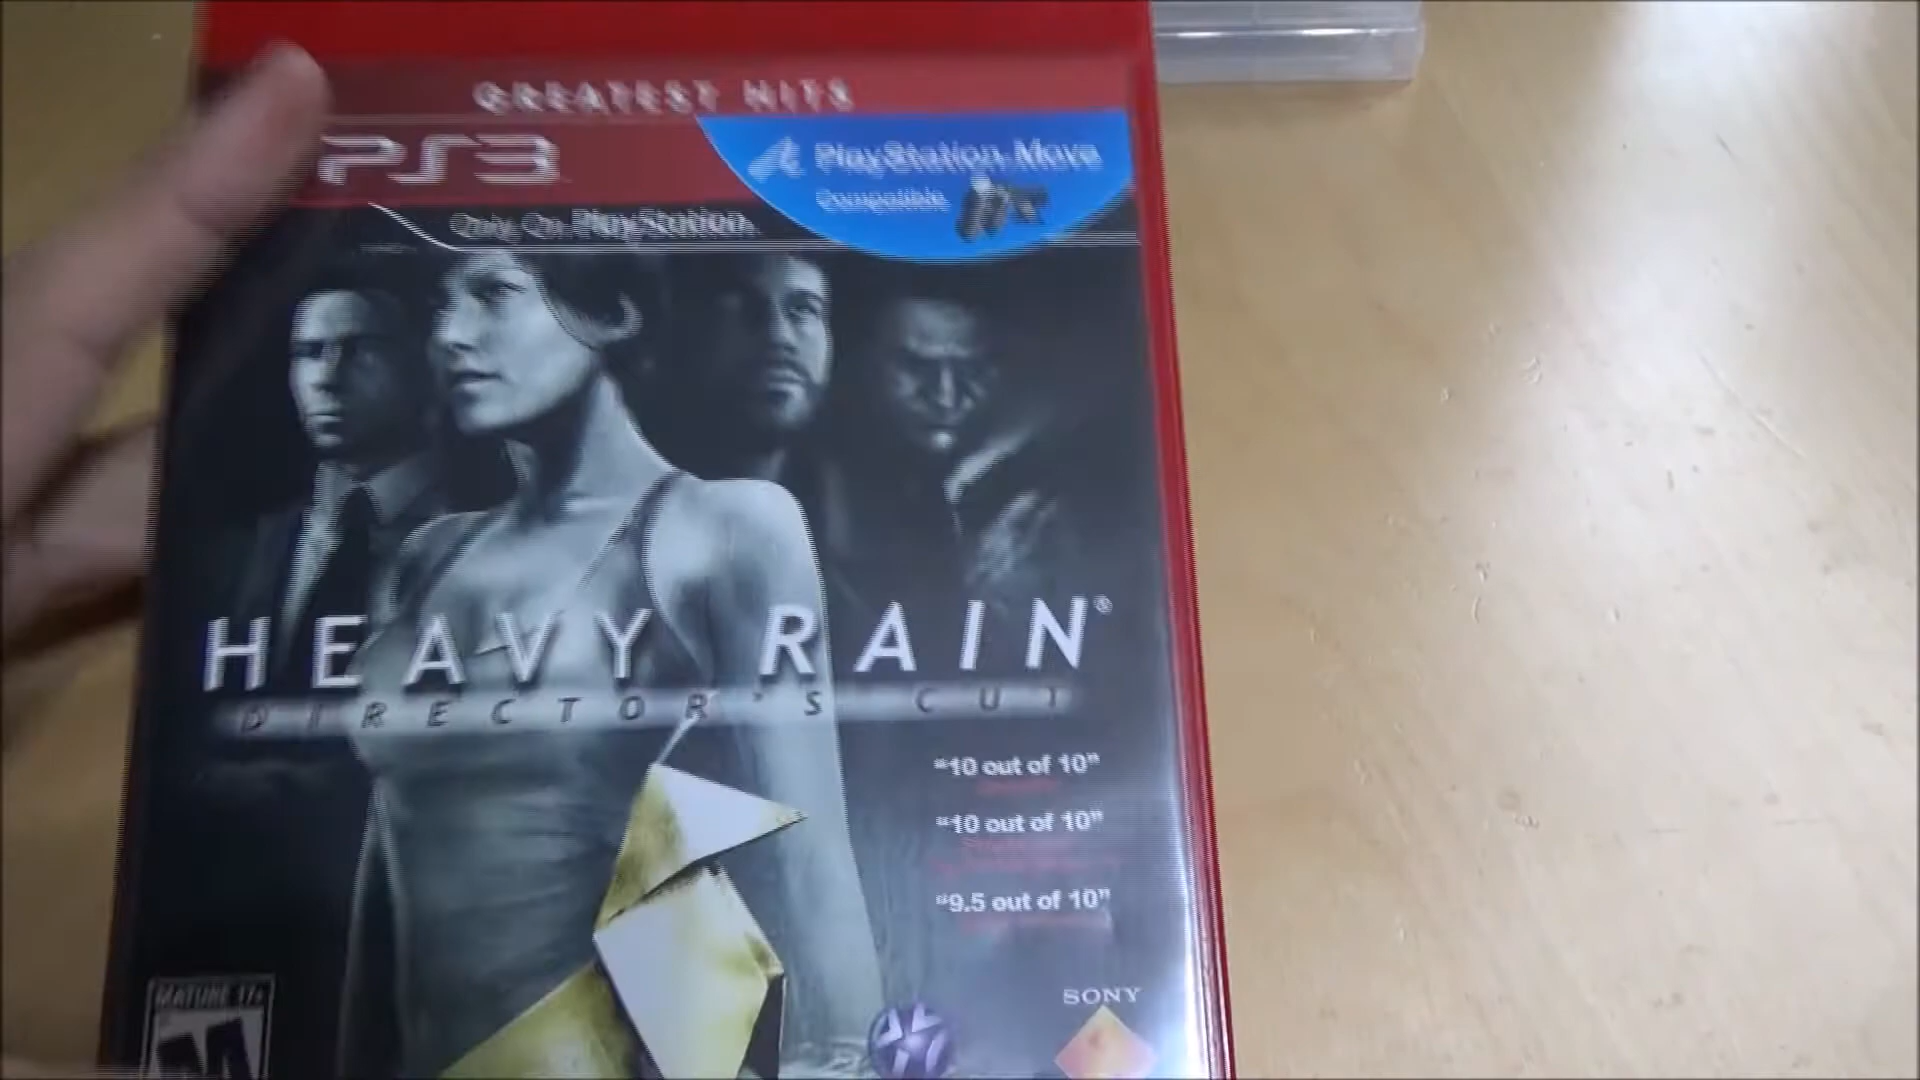 GREATEST HITS
PS3
PlayStation Move
Compatible
Only On PlayStation
HEAVY RAIN®
DIRECTOR'S CUT
“10 out of 10”
“10 out of 10”
“9.5 out of 10”
MATURE 17+
M
SONY